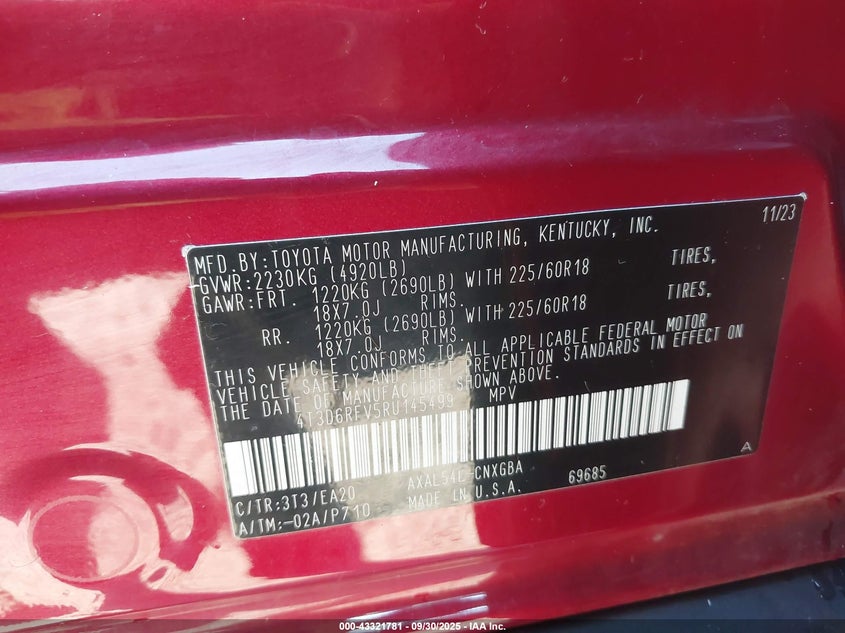 11/23
MFD.BY:TOYOTA MOTOR MANUFACTURING, KENTUCKY, INC.
GVWR:2230KG (4920LB)
GAWR:FRT. 1220KG (2690LB) WITH 225/60R18 TIRES,
18X7.0J RIMS.
RR. 1220KG (2690LB) WITH 225/60R18 TIRES,
18X7.0J RIMS.
THIS VEHICLE CONFORMS TO ALL APPLICABLE FEDERAL MOTOR
VEHICLE SAFETY AND THEFT PREVENTION STANDARDS IN EFFECT ON
THE DATE OF MANUFACTURE SHOWN ABOVE.
4T3D6RFV5RU145499 MPV
C/TR:3T3/EA20 AXAL54L-CNXGBA
A/TM:-02A/P710 MADE IN U.S.A. 69685
A
000-43321781 - 09/30/2025 - IAA Inc.